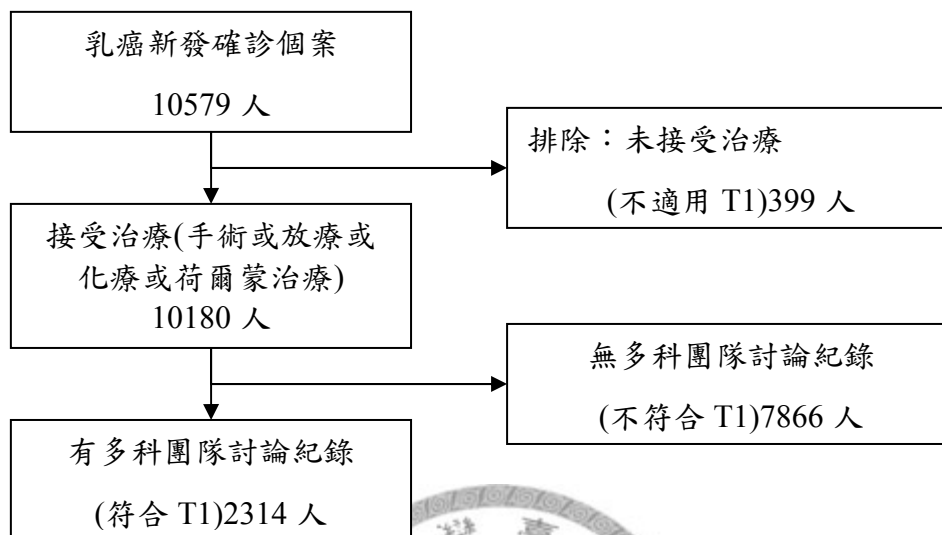 乳癌新發確診個案
10579 人
排除：未接受治療
(不適用 T1)399 人
接受治療(手術或放療或
化療或荷爾蒙治療)
10180 人
無多科團隊討論紀錄
(不符合 T1)7866 人
有多科團隊討論紀錄
(符合 T1)2314 人
臺